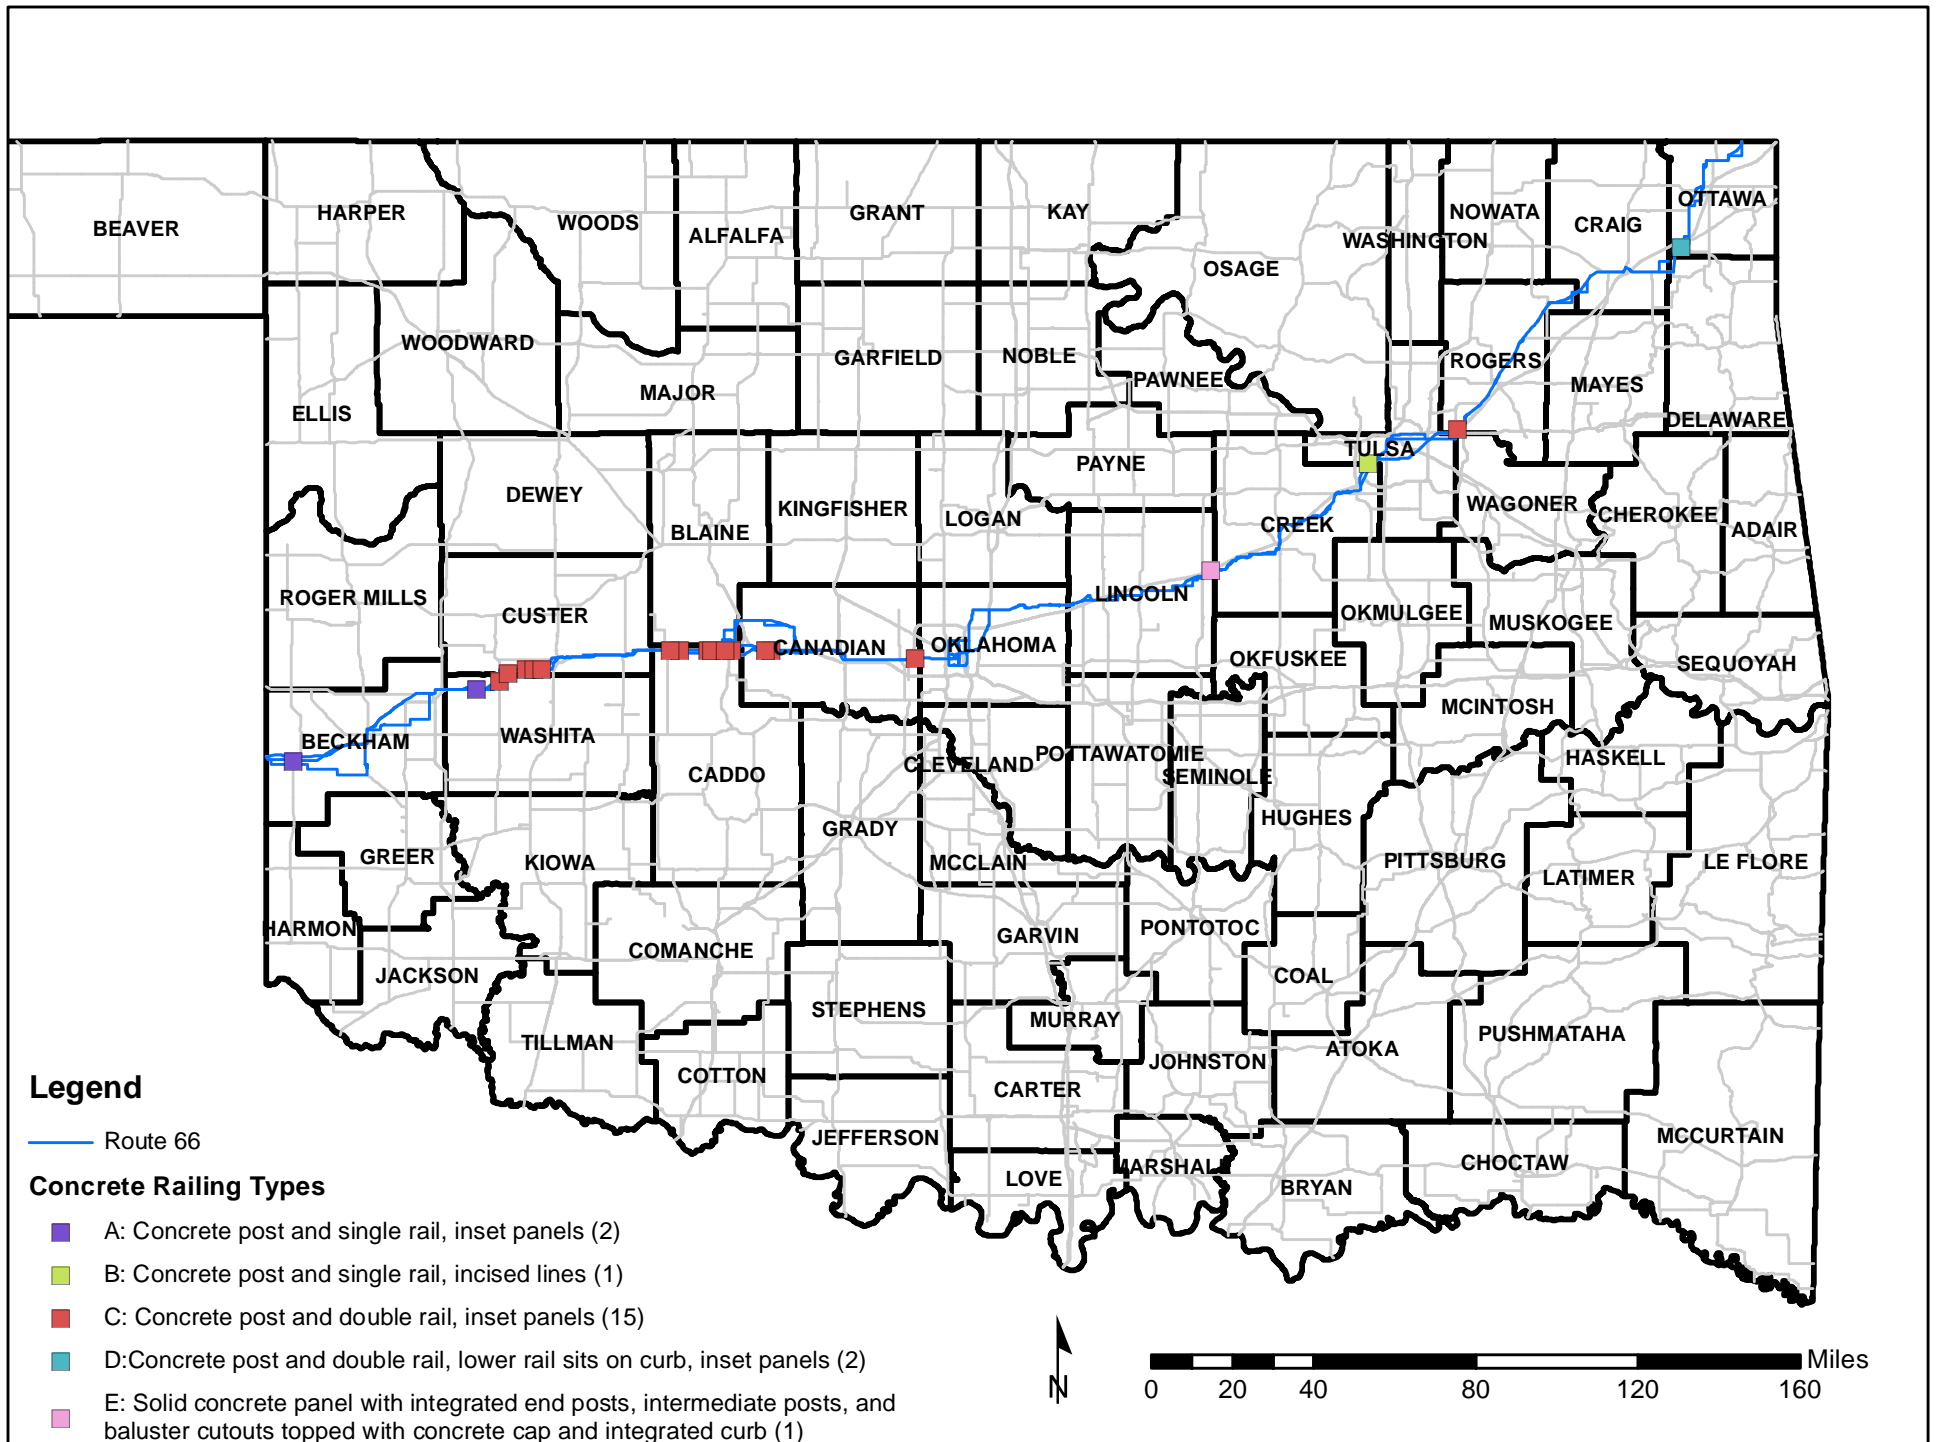 BEAVER
HARPER
WOODS
ALFALFA
GRANT
KAY
OSAGE
WASHINGTON
NOWATA
CRAIG
OTTAWA
ELLIS
WOODWARD
MAJOR
GARFIELD
NOBLE
PAWNEE
ROGERS
MAYES
DELAWARE
DEWEY
BLAINE
KINGFISHER
LOGAN
PAYNE
TULSA
CREEK
WAGONER
CHEROKEE
ADAIR
ROGER MILLS
CUSTER
CANADIAN
OKLAHOMA
LINCOLN
OKMULGEE
MUSKOGEE
OKFUSKEE
SEQUOYAH
BECKHAM
WASHITA
CADDO
GRADY
CLEVELAND
POTTAWATOMIE
SEMINOLE
HUGHES
MCINTOSH
HASKELL
GREER
KIOWA
MCCLAIN
PITTSBURG
LATIMER
LE FLORE
HARMON
JACKSON
COMANCHE
GARVIN
PONTOTOC
COAL
TILLMAN
COTTON
STEPHENS
MURRAY
JOHNSTON
ATOKA
PUSHMATAHA
CARTER
JEFFERSON
LOVE
MARSHALL
BRYAN
CHOCTAW
MCCURTAIN
Legend
Route 66
Concrete Railing Types
A: Concrete post and single rail, inset panels (2)
B: Concrete post and single rail, incised lines (1)
C: Concrete post and double rail, inset panels (15)
D:Concrete post and double rail, lower rail sits on curb, inset panels (2)
E: Solid concrete panel with integrated end posts, intermediate posts, and
baluster cutouts topped with concrete cap and integrated curb (1)
N
Miles
0 20 40 80 120 160